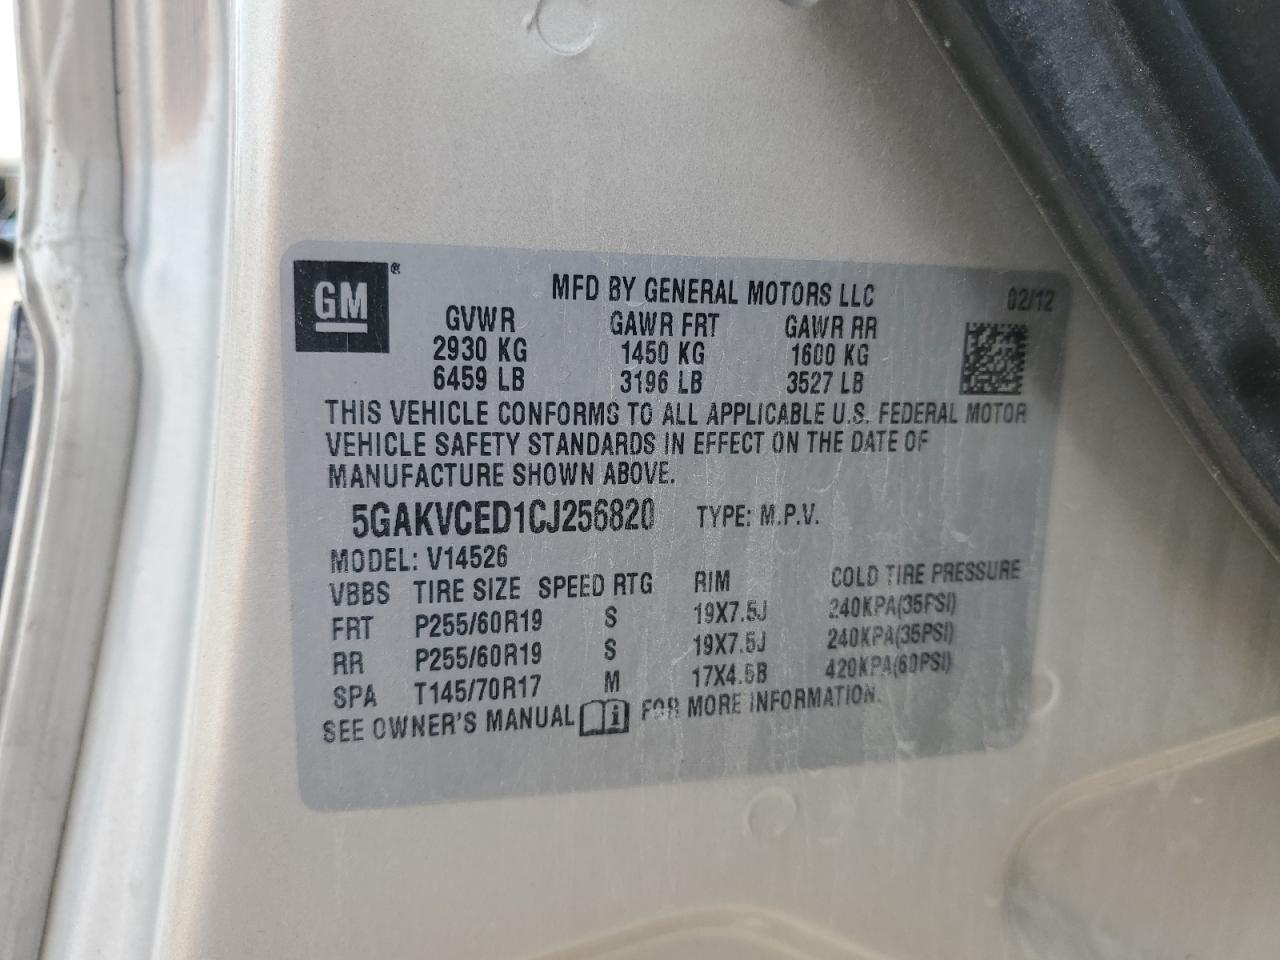 GM®
MFD BY GENERAL MOTORS LLC 02/12
GVWR GAWR FRT GAWR RR
2930 KG 1450 KG 1600 KG
6459 LB 3196 LB 3527 LB
THIS VEHICLE CONFORMS TO ALL APPLICABLE U.S. FEDERAL MOTOR
VEHICLE SAFETY STANDARDS IN EFFECT ON THE DATE OF
MANUFACTURE SHOWN ABOVE.
5GAKVCED1CJ256820 TYPE: M.P.V.
MODEL: V14526
VBBS TIRE SIZE SPEED RTG RIM COLD TIRE PRESSURE
FRT P255/60R19 S 19X7.5J 240KPA(35PSI)
RR P255/60R19 S 19X7.5J 240KPA(35PSI)
SPA T145/70R17 M 17X4.5B 420KPA(60PSI)
SEE OWNER'S MANUAL i FOR MORE INFORMATION.